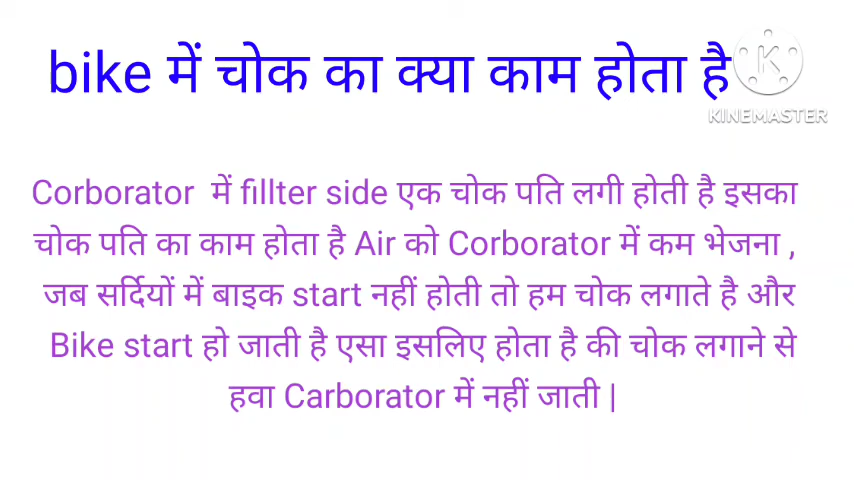 bike में चोक का क्या काम होता है
KINEMASTER
Corborator में fillter side एक चोक पति लगी होती है इसका
चोक पति का काम होता है Air को Corborator में कम भेजना ,
जब सर्दियों में बाइक start नहीं होती तो हम चोक लगाते है और
Bike start हो जाती है एसा इसलिए होता है की चोक लगाने से
हवा Carborator में नहीं जाती |